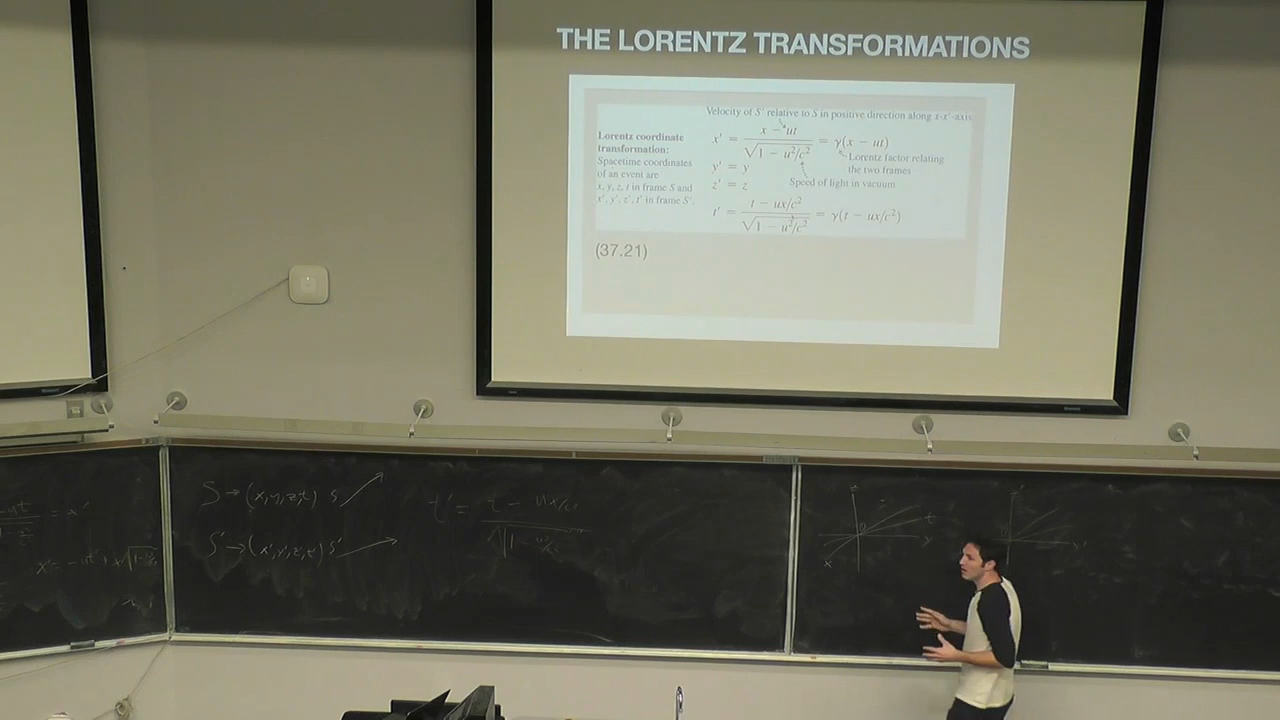 THE LORENTZ TRANSFORMATIONS
Velocity of S′ relative to S in positive direction along x-x′-axis
Lorentz coordinate
transformation:
Spacetime coordinates
of an event are
x, y, z, t in frame S and
x′, y′, z′, t′ in frame S′.
x′ = (x − ut)/√(1 − u²/c²) = γ(x − ut)
Lorentz factor relating
the two frames
y′ = y
z′ = z
Speed of light in vacuum
t′ = (t − ux/c²)/√(1 − u²/c²) = γ(t − ux/c²)
(37.21)
S → (x,y,z,t) S
S′ → (x′,y′,z′,t) S′
t′ = t − ux/c
= x′
x
t
x′